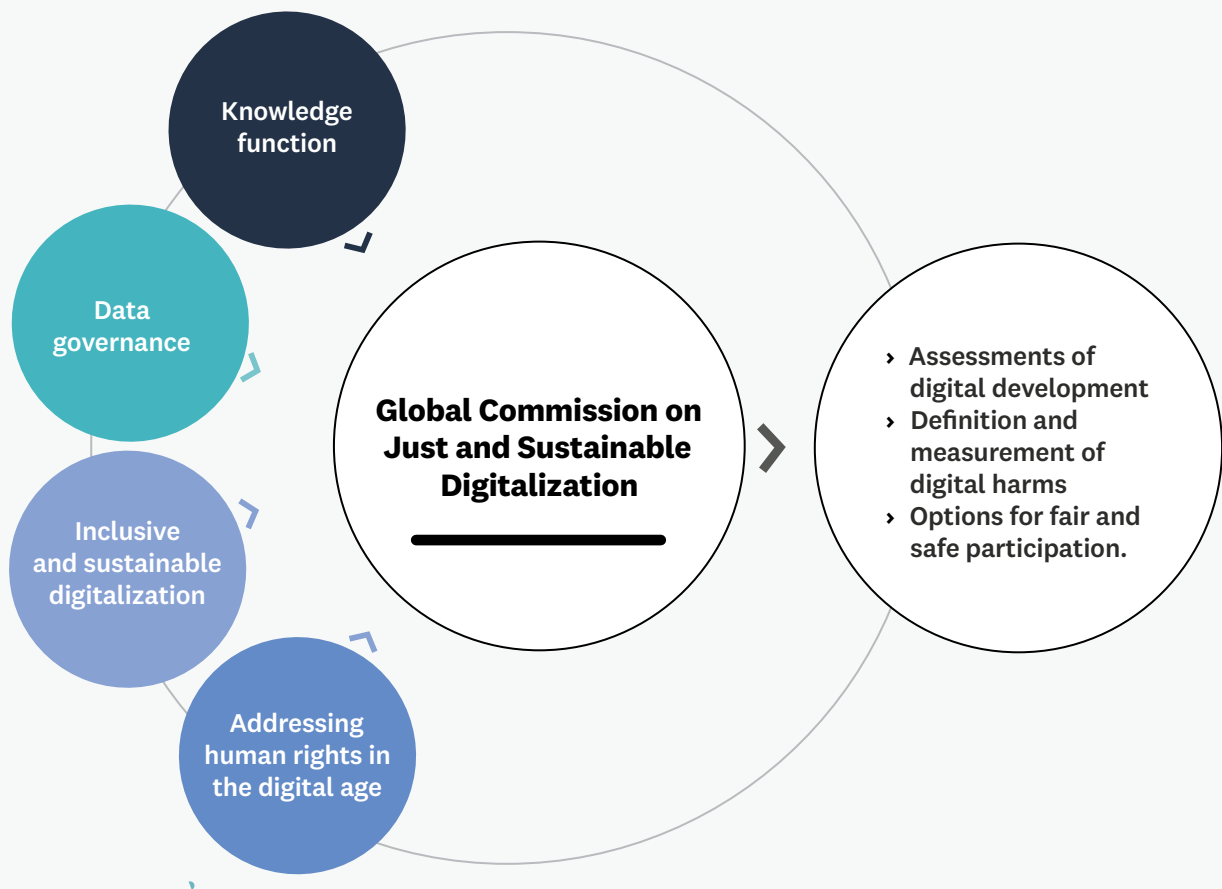 Knowledge
function
Data
governance
Inclusive
and sustainable
digitalization
Addressing
human rights in
the digital age
Global Commission on
Just and Sustainable
Digitalization
› Assessments of
digital development
› Definition and
measurement of
digital harms
› Options for fair and
safe participation.